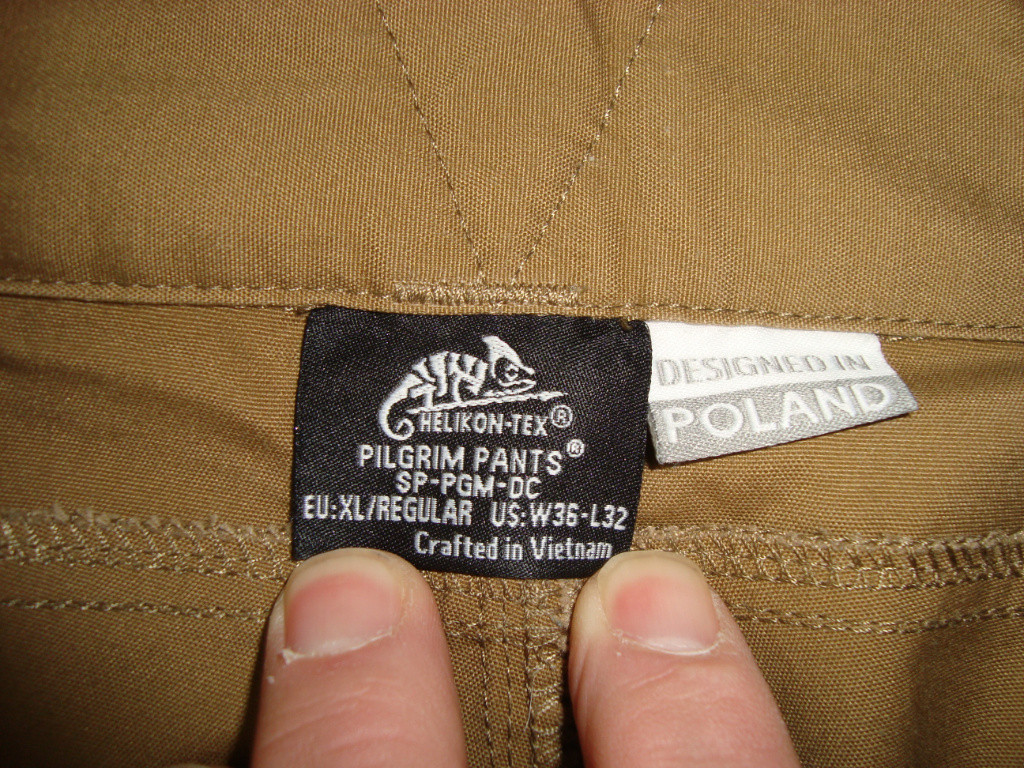 HELIKON-TEX®
PILGRIM PANTS®
SP-PGM-DC
EU:XL/REGULAR US:W36-L32
Crafted in Vietnam
DESIGNED IN
POLAND